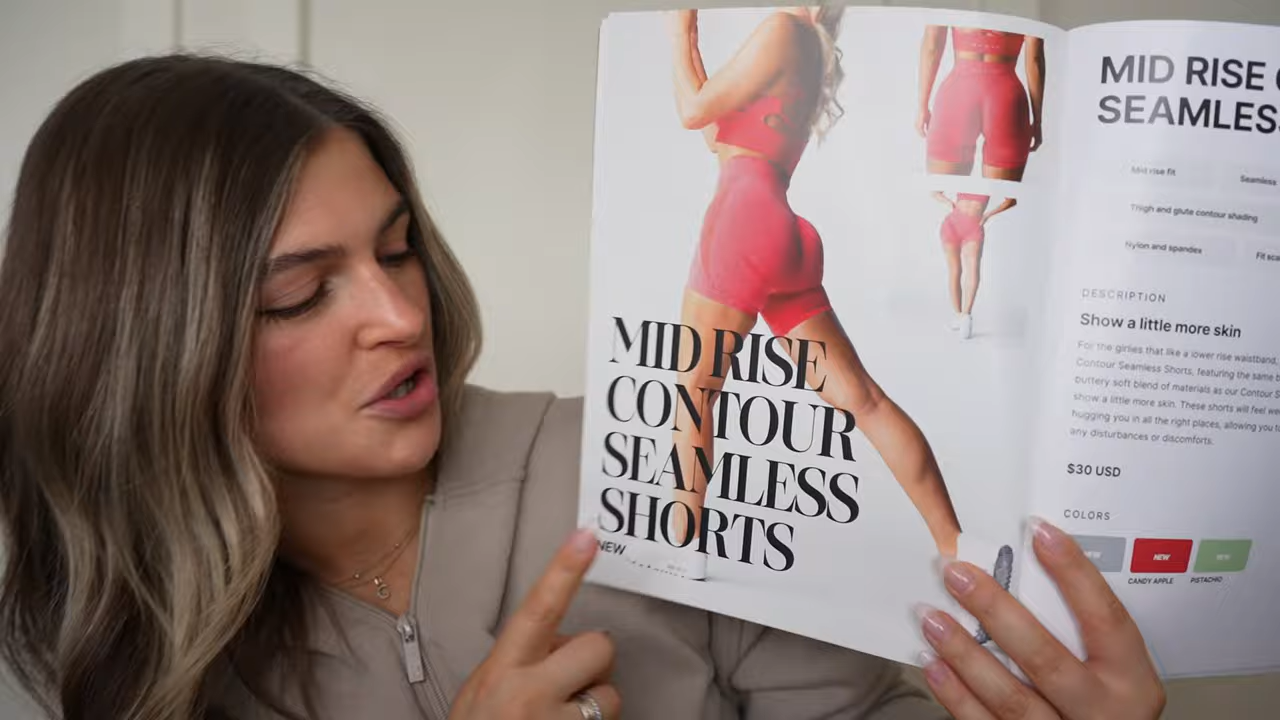 MID RISE
CONTOUR
SEAMLESS
SHORTS
NEW
MID RISE
SEAMLES
Mid rise fit
Seamless
Thigh and glute contour shading
Nylon and spandex
DESCRIPTION
Show a little more skin
For the girlies that like a lower rise waistband,
Contour Seamless Shorts, featuring the same
buttery soft blend of materials as our Contour
show a little more skin. These shorts will feel
hugging you in all the right places, allowing you
any disturbances or discomforts.
$30 USD
COLORS
NEW
NEW
NEW
CANDY APPLE
PISTACHIO